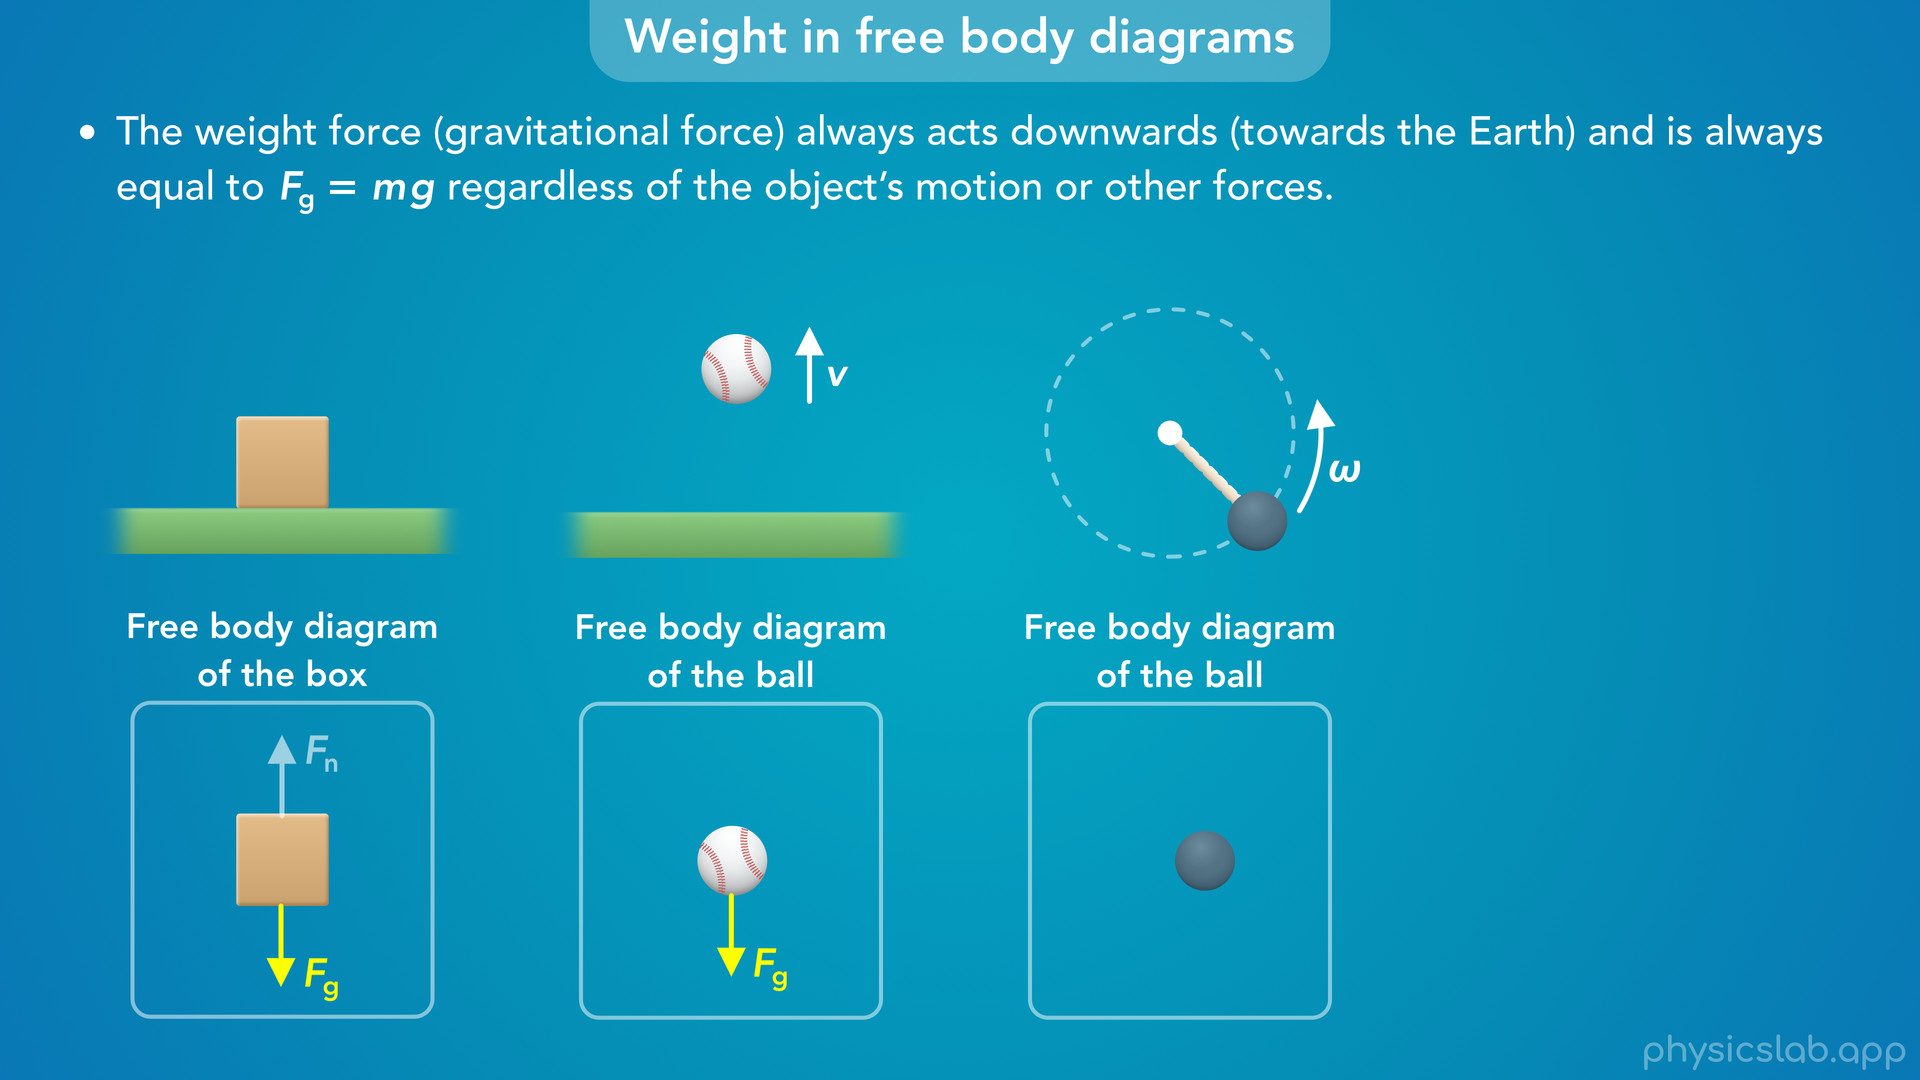 Weight in free body diagrams
• The weight force (gravitational force) always acts downwards (towards the Earth) and is always
equal to Fg = mg regardless of the object’s motion or other forces.
v
ω
Free body diagram
of the box
Free body diagram
of the ball
Free body diagram
of the ball
Fn
Fg
Fg
physicslab.app